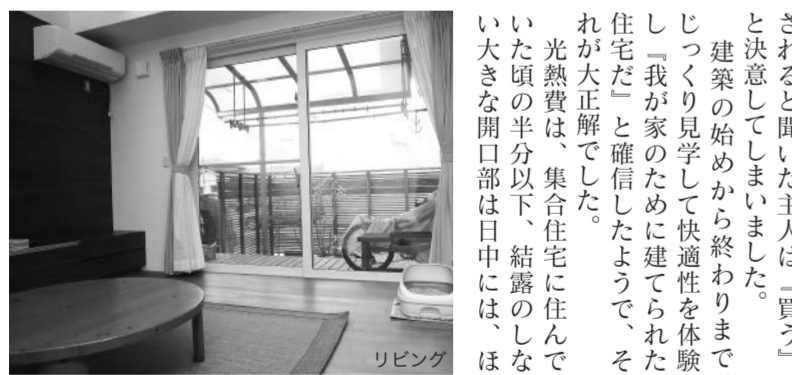 されると聞いた主人は『買う』
と決意してしまいました。
建築の始めから終わりまで
じっくり見学して快適性を体験
し『我が家のために建てられた
住宅だ』と確信したようで、そ
れが大正解でした。
光熱費は、集合住宅に住んで
いた頃の半分以下、結露のしな
い大きな開口部は日中には、ほ
リビング